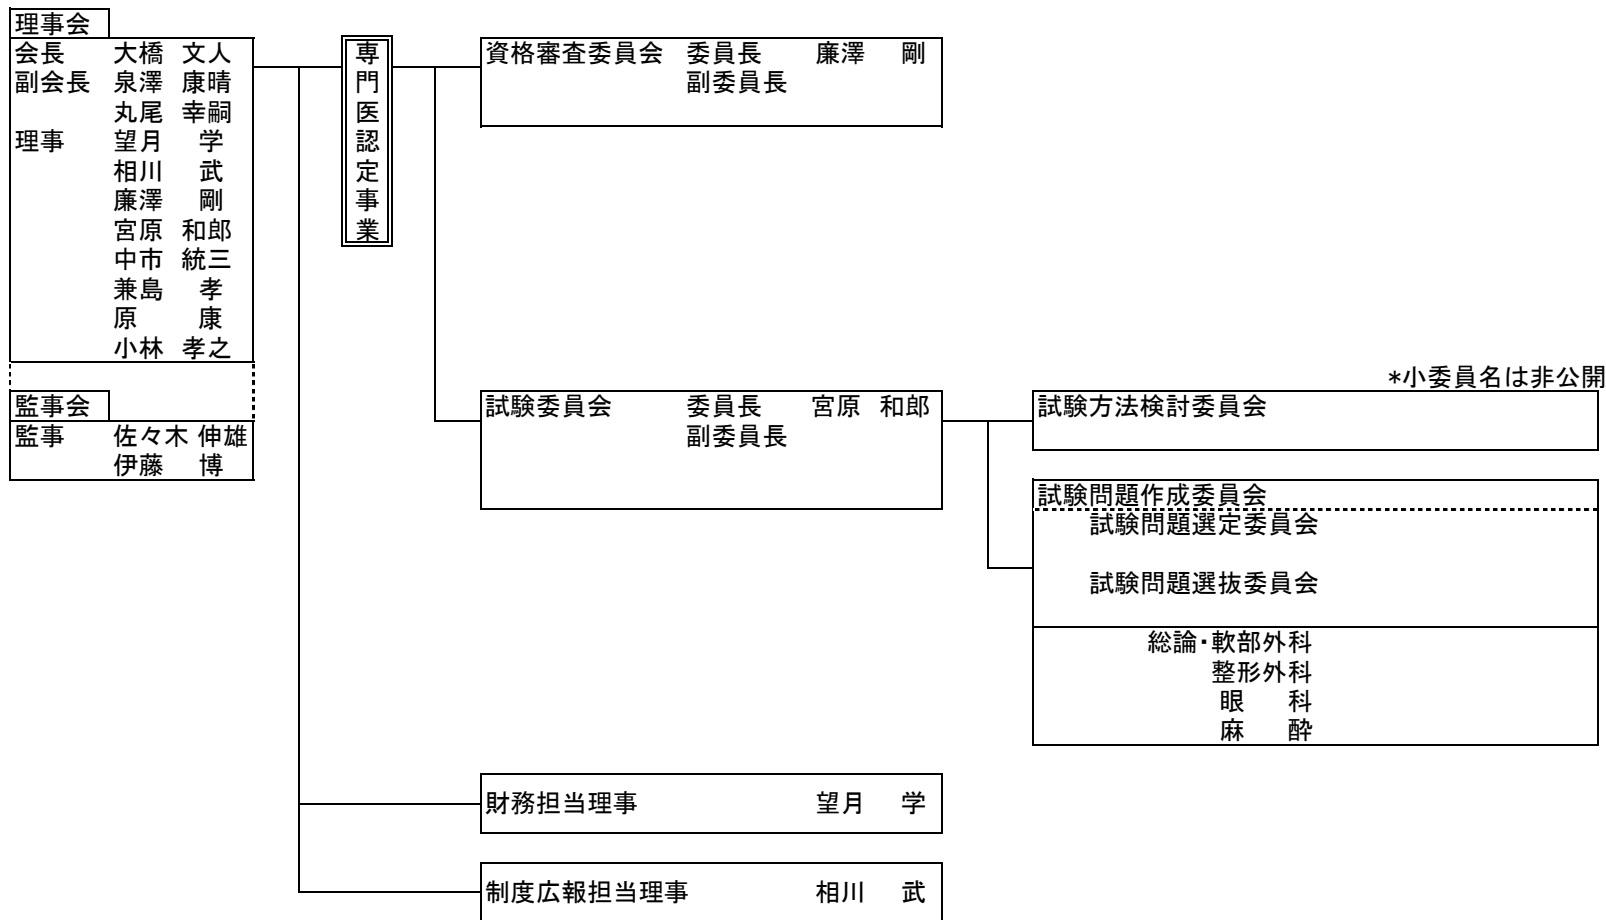 理事会
会長 大橋 文人
副会長 泉澤 康晴
丸尾 幸嗣
理事 望月 学
相川 武
廉澤 剛
宮原 和郎
中市 統三
兼島 孝
原 康
小林 孝之
監事会
監事 佐々木 伸雄
伊藤 博
専門医認定事業
資格審査委員会 委員長 廉澤 剛
副委員長
試験委員会 委員長 宮原 和郎
副委員長
*小委員名は非公開
試験方法検討委員会
試験問題作成委員会
試験問題選定委員会
試験問題選抜委員会
総論・軟部外科
整形外科
眼 科
麻 酔
財務担当理事 望月 学
制度広報担当理事 相川 武